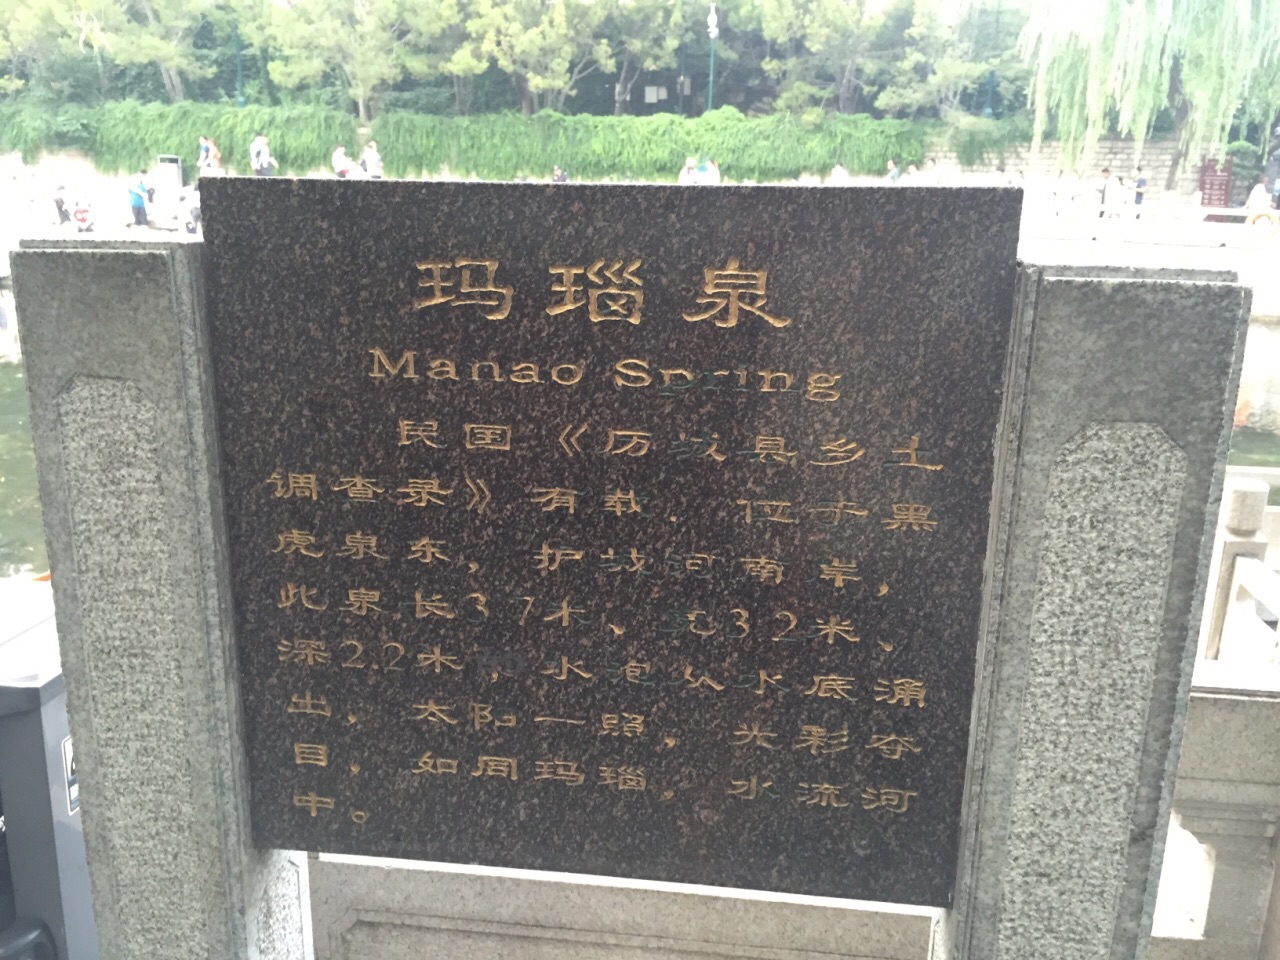 玛瑙泉
Manao Spring
民国《厉城县乡土
调查录》有载.位于黑
虎泉东,护城河南岸,
此泉长37米、宽32米、
深2.2米,水泡从水底涌
出,太阳一照,光彩夺
目,如同玛瑙,水流河
中。